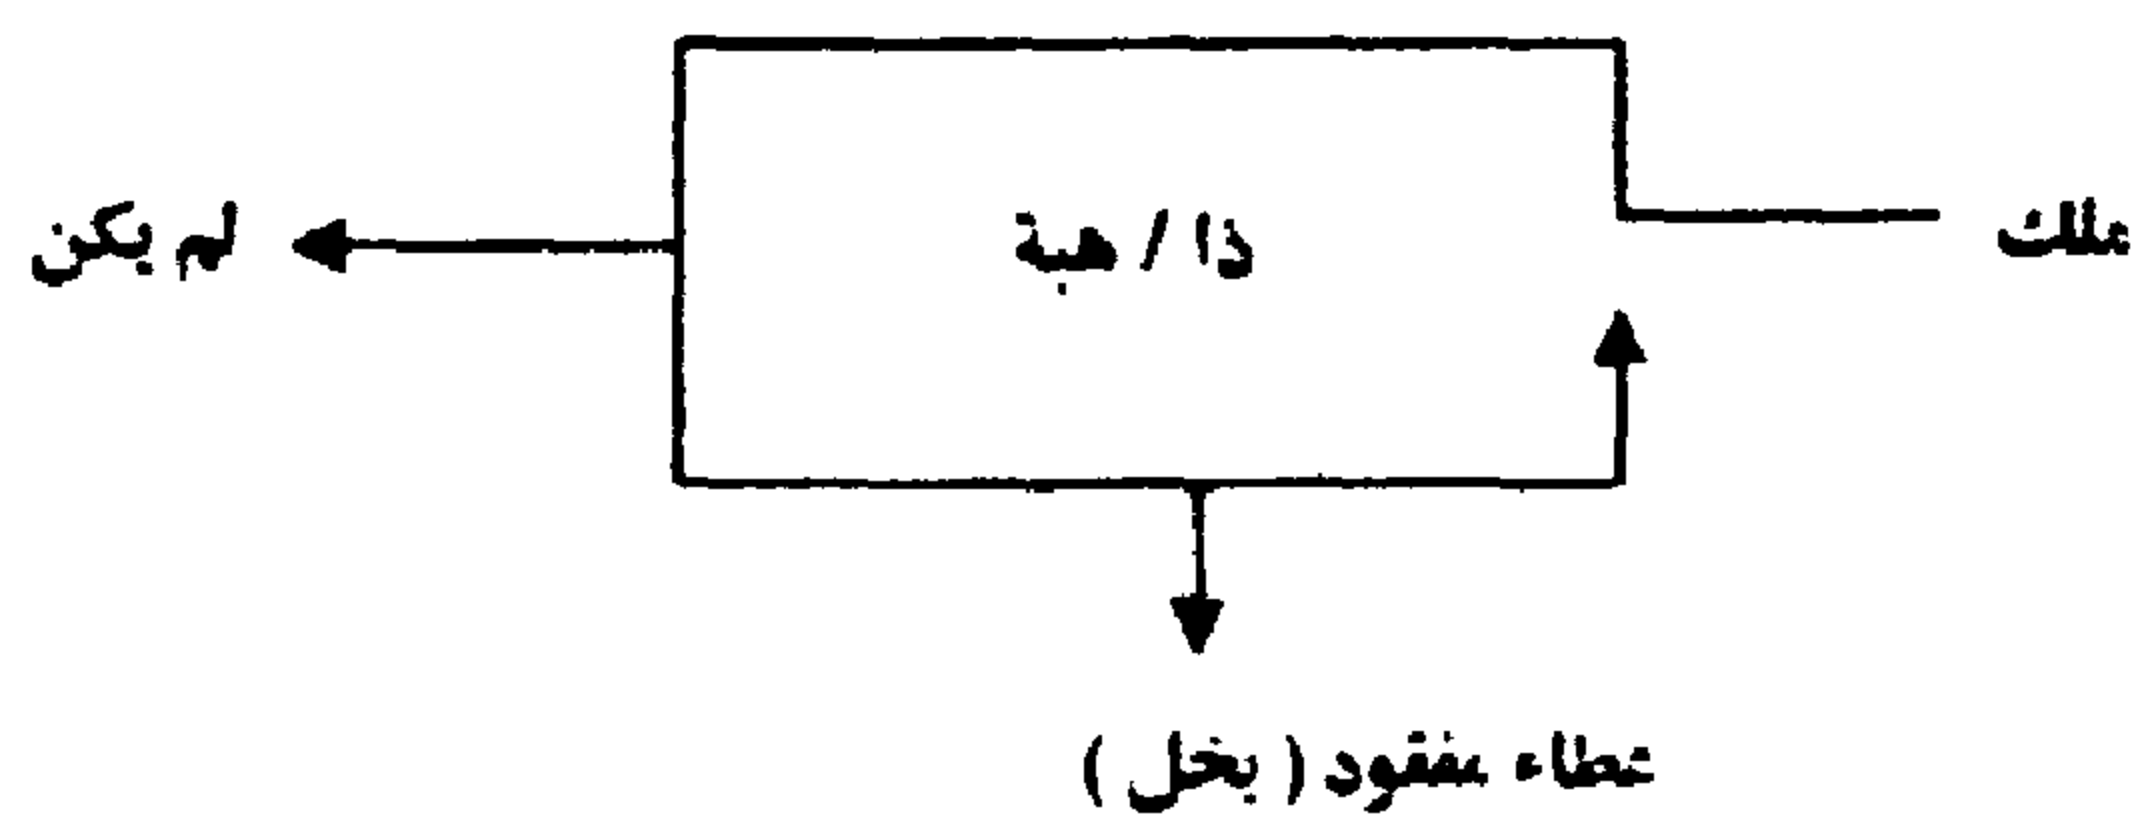 ملك
ذا / هبة
لم يكن
عطاء مفقود ( بخل )